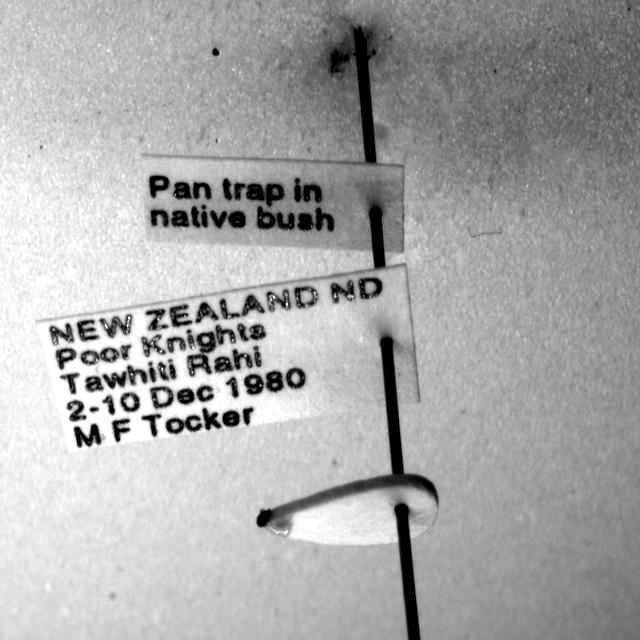 Pan trap in
native bush
NEW ZEALAND ND
Poor Knights
Tawhiti Rahi
2-10 Dec 1980
M F Tocker